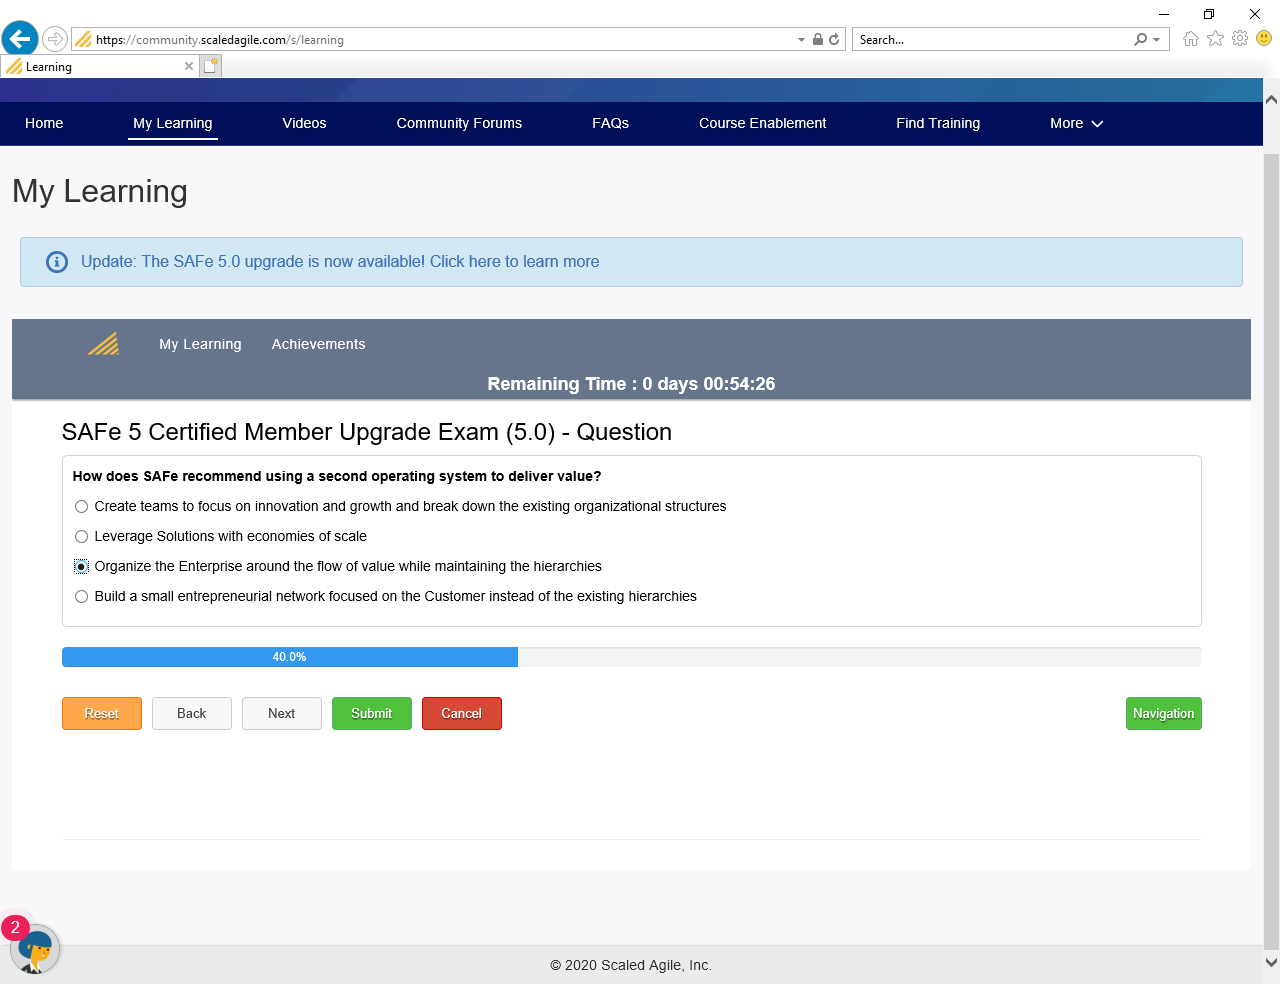 https://community.scaledagile.com/s/learning
Search...
Learning
Home My Learning Videos Community Forums FAQs Course Enablement Find Training More
My Learning
Update: The SAFe 5.0 upgrade is now available! Click here to learn more
My Learning Achievements
Remaining Time : 0 days 00:54:26
SAFe 5 Certified Member Upgrade Exam (5.0) - Question
How does SAFe recommend using a second operating system to deliver value?
Create teams to focus on innovation and growth and break down the existing organizational structures
Leverage Solutions with economies of scale
Organize the Enterprise around the flow of value while maintaining the hierarchies
Build a small entrepreneurial network focused on the Customer instead of the existing hierarchies
40.0%
Reset Back Next Submit Cancel Navigation
2
© 2020 Scaled Agile, Inc.